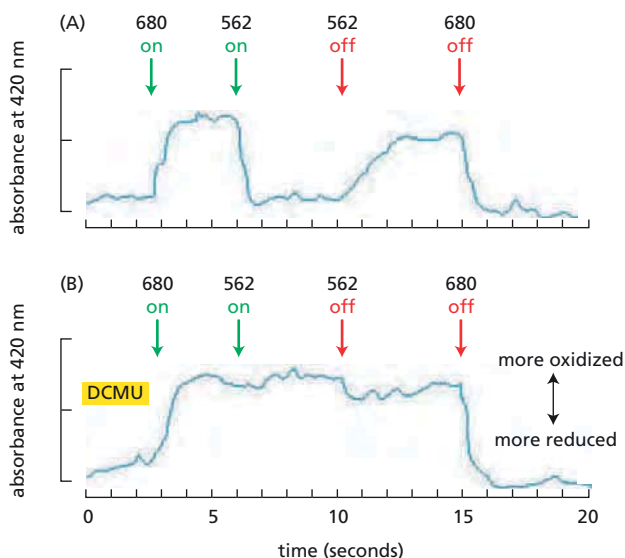 (A)
680 562 562 680
on on off off
absorbance at 420 nm
(B)
680 562 562 680
on on off off
absorbance at 420 nm
DCMU
more oxidized
more reduced
0 5 10 15 20
time (seconds)